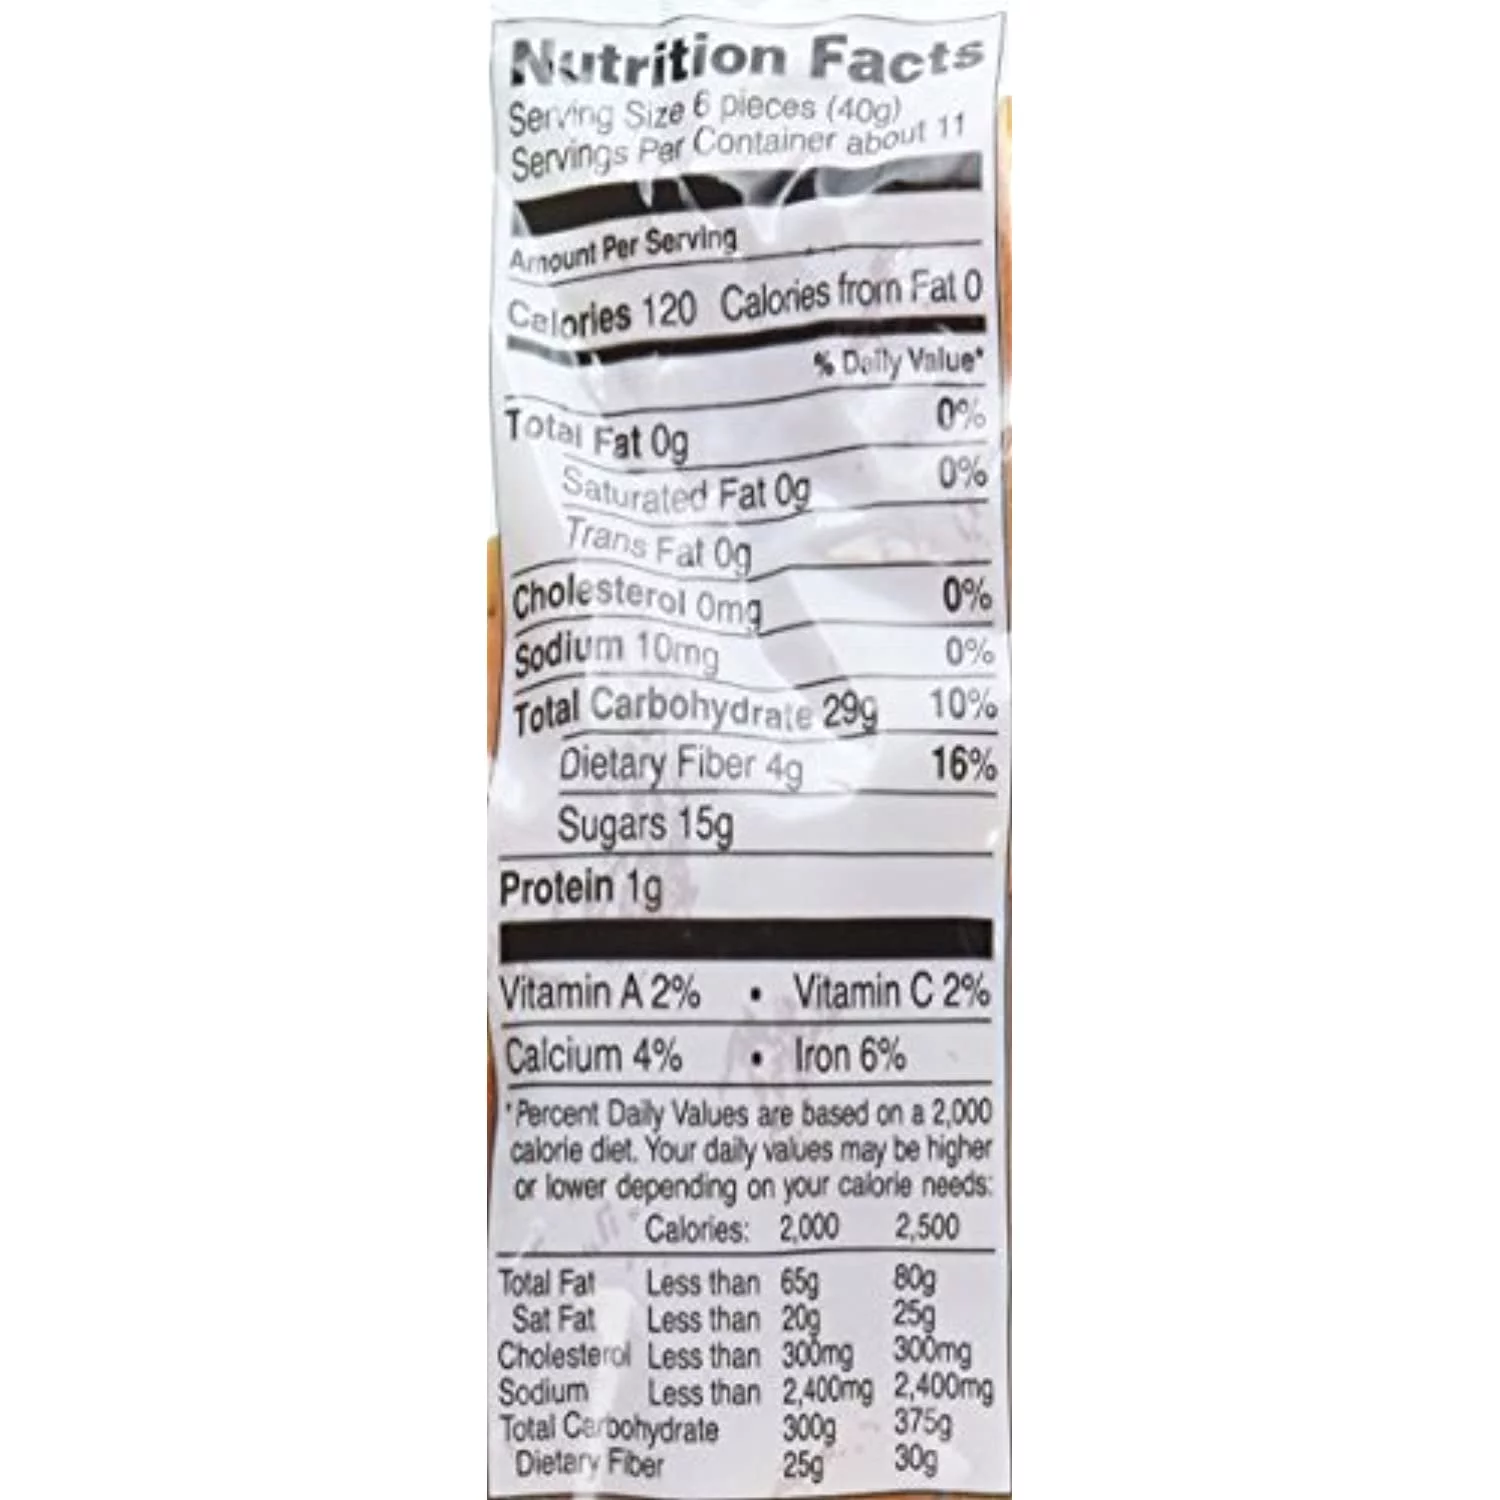 Nutrition Facts
Serving Size 6 pieces (40g)
Servings Per Container about 11
Amount Per Serving
Calories 120 Calories from Fat 0
% Daily Value*
Total Fat 0g 0%
Saturated Fat 0g 0%
Trans Fat 0g
Cholesterol 0mg 0%
Sodium 10mg 0%
Total Carbohydrate 29g 10%
Dietary Fiber 4g 16%
Sugars 15g
Protein 1g
Vitamin A 2% • Vitamin C 2%
Calcium 4% • Iron 6%
*Percent Daily Values are based on a 2,000
calorie diet. Your daily values may be higher
or lower depending on your calorie needs:
Calories: 2,000 2,500
Total Fat Less than 65g 80g
Sat Fat Less than 20g 25g
Cholesterol Less than 300mg 300mg
Sodium Less than 2,400mg 2,400mg
Total Carbohydrate 300g 375g
Dietary Fiber 25g 30g